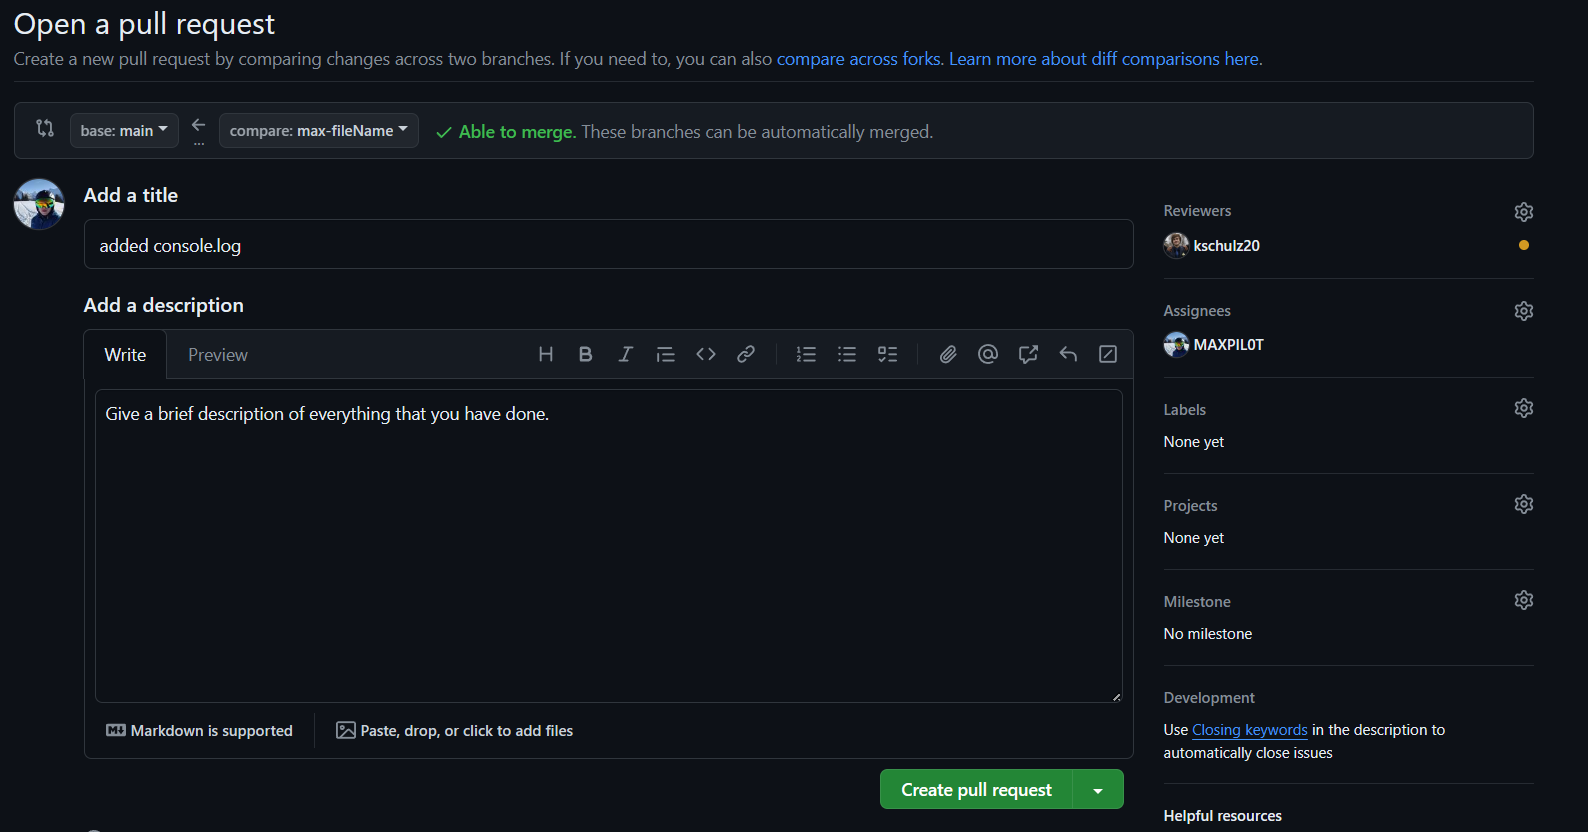 Open a pull request
Create a new pull request by comparing changes across two branches. If you need to, you can also compare across forks. Learn more about diff comparisons here.
base: main
...
compare: max-fileName
Able to merge. These branches can be automatically merged.
Add a title
added console.log
Add a description
Write
Preview
Give a brief description of everything that you have done.
Markdown is supported
Paste, drop, or click to add files
Create pull request
Reviewers
kschulz20
Assignees
MAXPIL0T
Labels
None yet
Projects
None yet
Milestone
No milestone
Development
Use Closing keywords in the description to
automatically close issues
Helpful resources